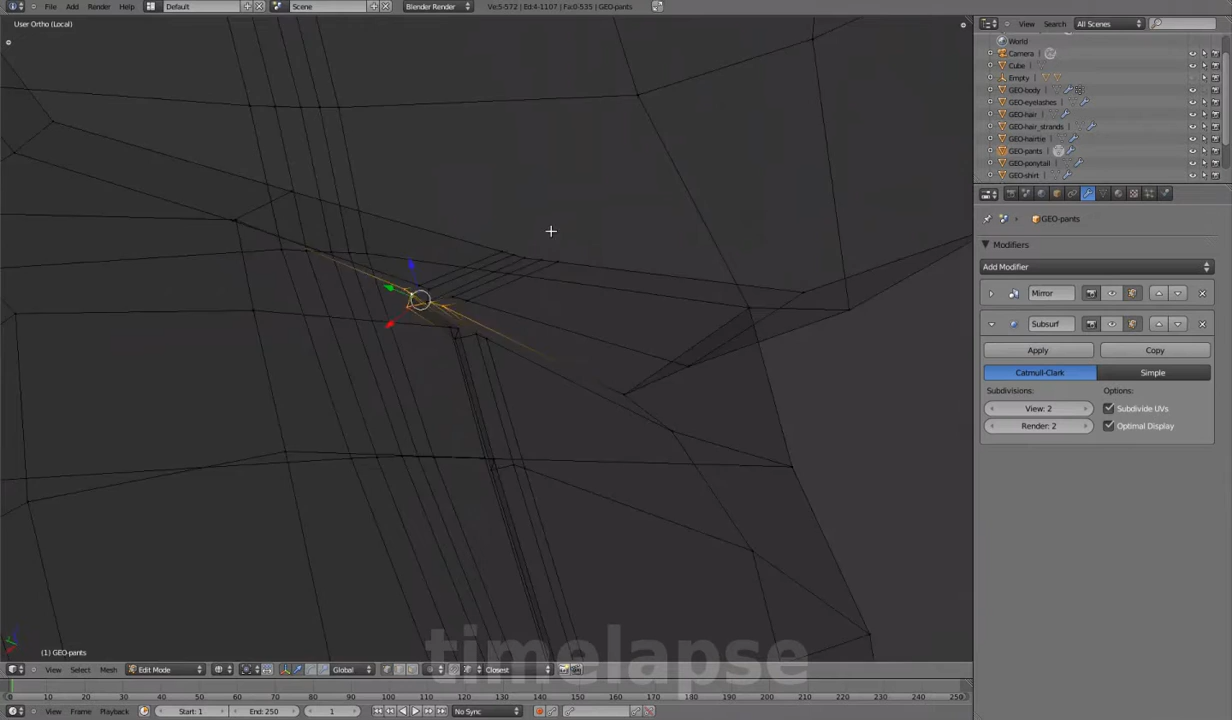 File Add Render Help Default Scene Blender Render Ve:5-572 | Ed:4-1107 | Fa:0-535 | GEO-pants
User Ortho (Local)
View Search All Scenes
World
Camera
Cube
Empty
GEO-body
GEO-eyelashes
GEO-hair
GEO-hair_strands
GEO-hairtie
GEO-pants
GEO-ponytail
GEO-shirt
GEO-pants
Modifiers
Add Modifier
Mirror
Subsurf
Apply Copy
Catmull-Clark Simple
Subdivisions: Options:
View: 2 Subdivide UVs
Render: 2 Optimal Display
timelapse
(1) GEO-pants
View Select Mesh Edit Mode Global Closest
0 10 20 30 40 50 60 70 80 90 100 110 120 130 140 150 160 170 180 190 200 210 220 230 240 250
View Frame Playback Start: 1 End: 250 1 No Sync